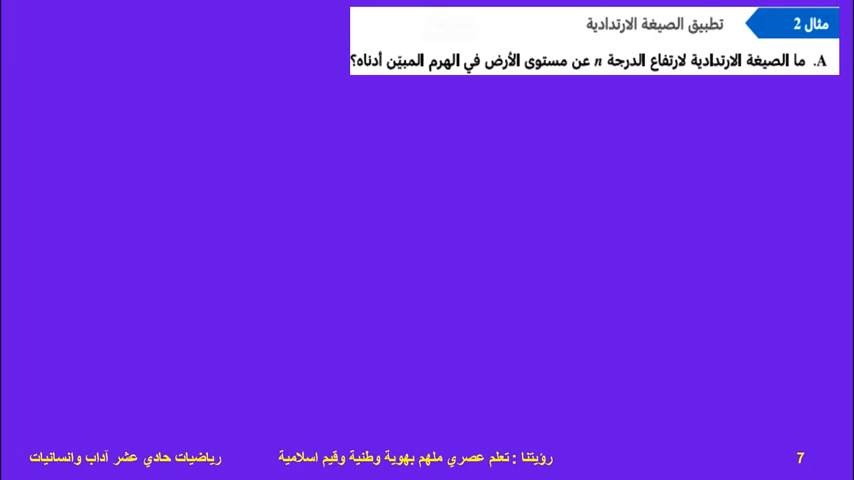 مثال 2 تطبيق الصيغة الارتدادية
A. ما الصيغة الارتدادية لارتفاع الدرجة n عن مستوى الأرض في الهرم المبيّن أدناه؟
7 رؤيتنا : تعلم عصري ملهم بهوية وطنية وقيم اسلامية رياضيات حادي عشر آداب وانسانيات